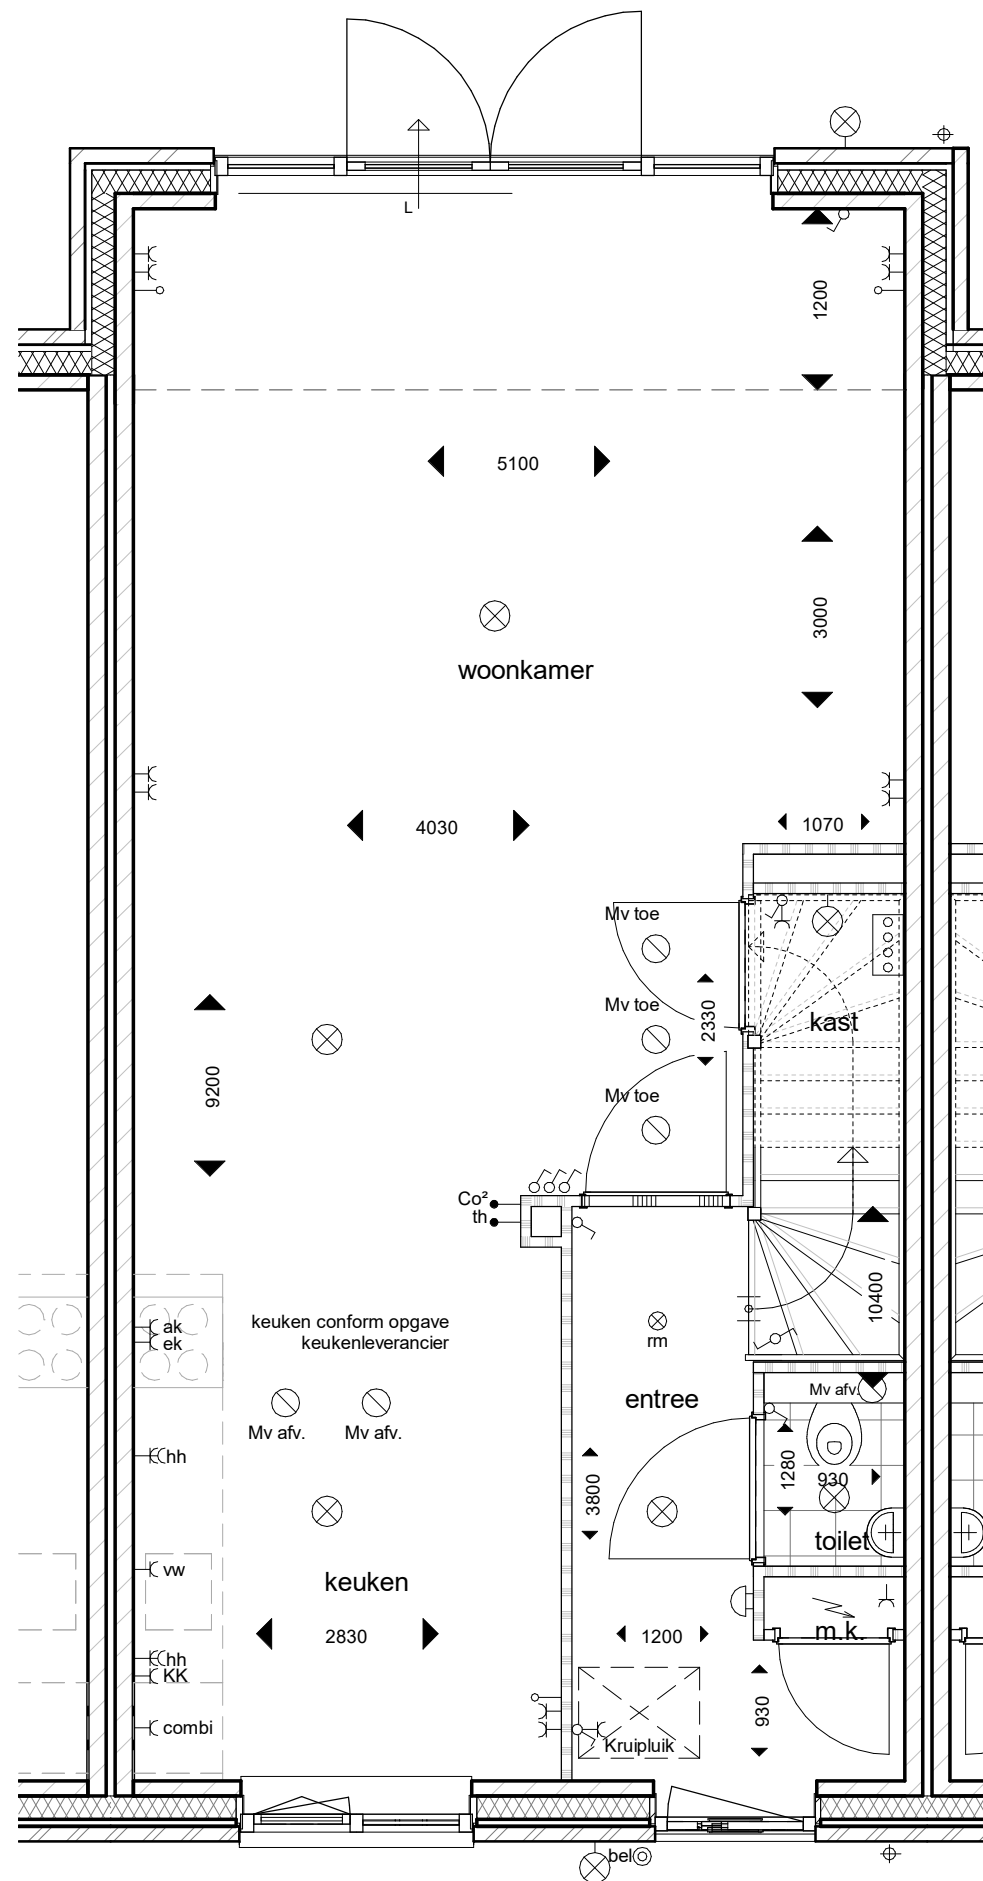 L
1200
5100
3000
woonkamer
4030
1070
Mv toe
Mv toe
2330
kast
9200
Mv toe
Co²
th
10400
ak
ek
keuken conform opgave
keukenleverancier
rm
Mv afv.
entree
Mv afv.
Mv afv.
hh
1280
930
3800
toilet
vw
keuken
m.k.
2830
1200
hh
KK
930
combi
Kruipluik
bel